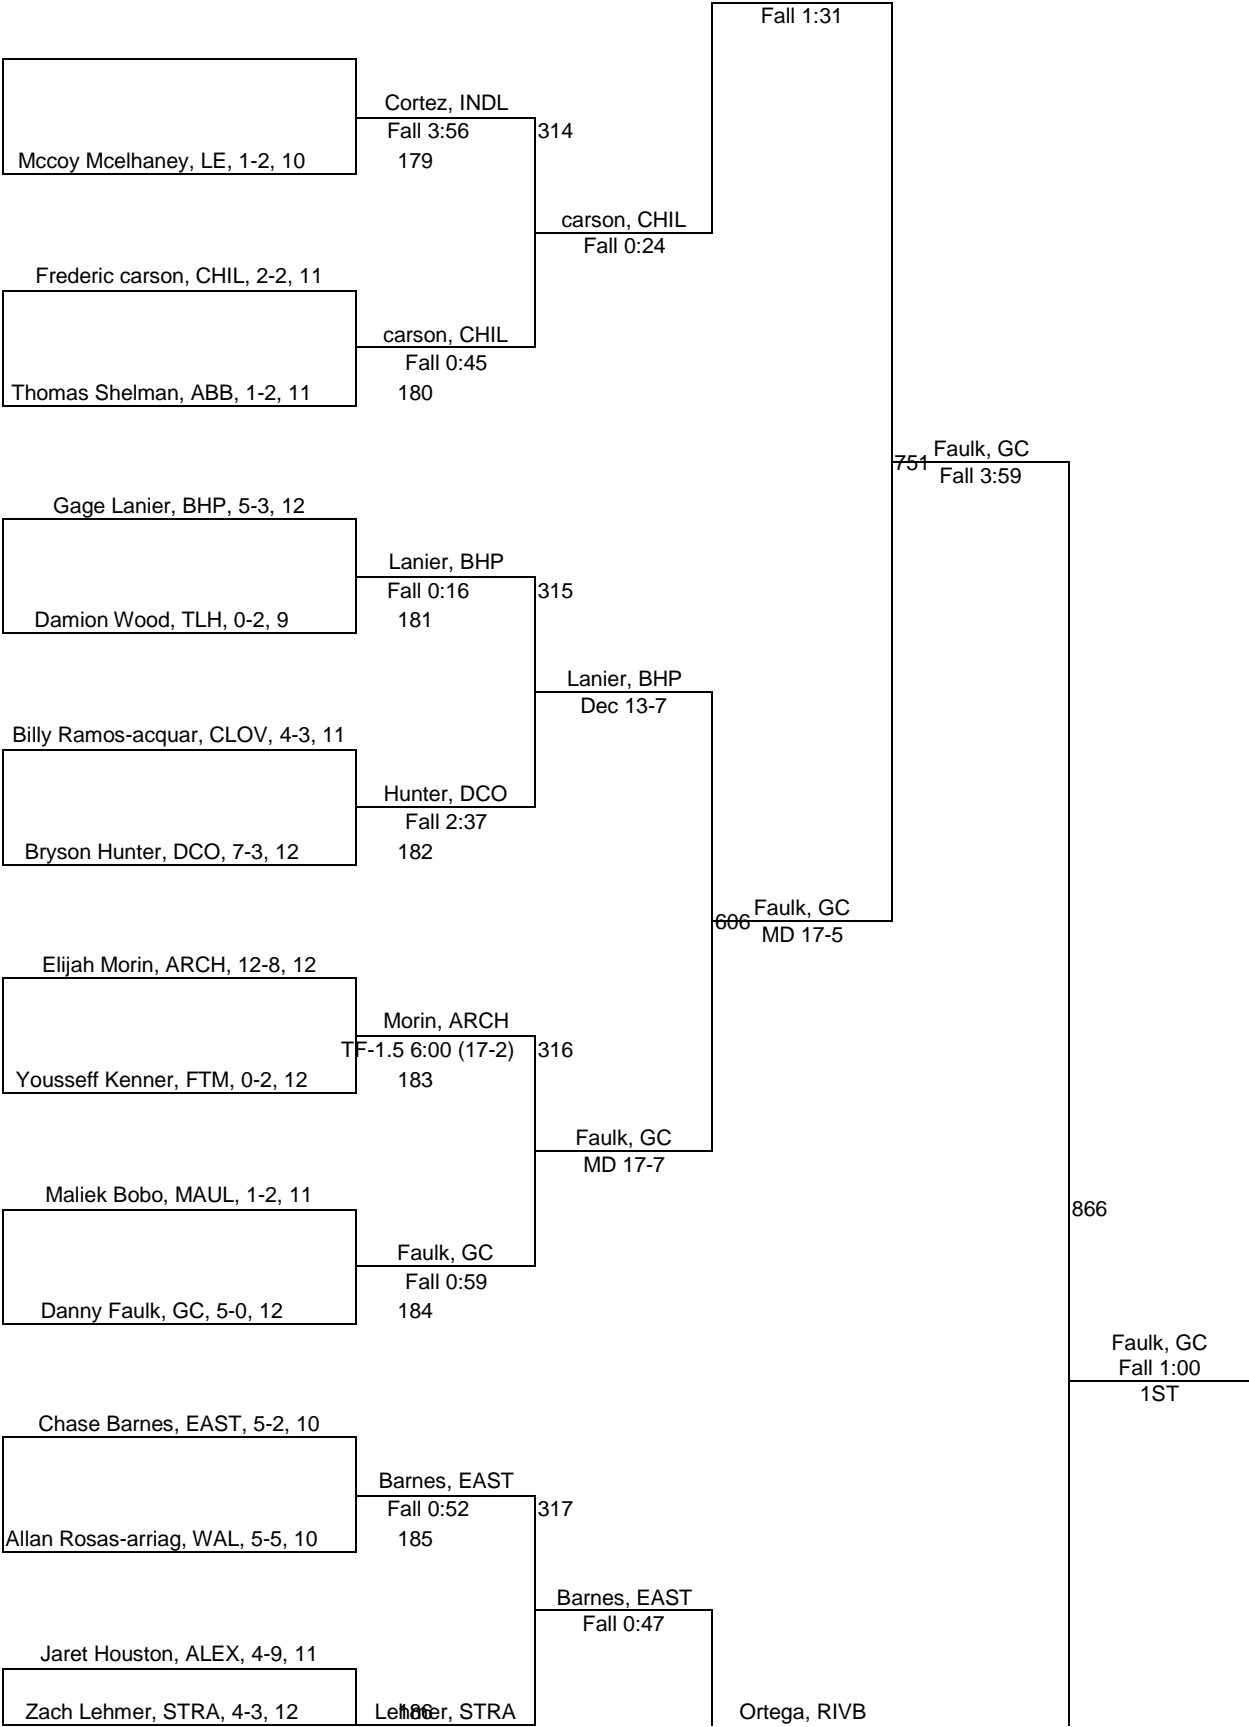 Fall 1:31
Cortez, INDL
Fall 3:56
314
Mccoy Mcelhaney, LE, 1-2, 10
179
carson, CHIL
Fall 0:24
Frederic carson, CHIL, 2-2, 11
carson, CHIL
Fall 0:45
Thomas Shelman, ABB, 1-2, 11
180
751
Faulk, GC
Fall 3:59
Gage Lanier, BHP, 5-3, 12
Lanier, BHP
Fall 0:16
315
Damion Wood, TLH, 0-2, 9
181
Lanier, BHP
Dec 13-7
Billy Ramos-acquar, CLOV, 4-3, 11
Hunter, DCO
Fall 2:37
Bryson Hunter, DCO, 7-3, 12
182
606
Faulk, GC
MD 17-5
Elijah Morin, ARCH, 12-8, 12
Morin, ARCH
TF-1.5 6:00 (17-2)
316
Yousseff Kenner, FTM, 0-2, 12
183
Faulk, GC
MD 17-7
Maliek Bobo, MAUL, 1-2, 11
866
Faulk, GC
Fall 0:59
Danny Faulk, GC, 5-0, 12
184
Faulk, GC
Fall 1:00
1ST
Chase Barnes, EAST, 5-2, 10
Barnes, EAST
Fall 0:52
317
Allan Rosas-arriag, WAL, 5-5, 10
185
Barnes, EAST
Fall 0:47
Jaret Houston, ALEX, 4-9, 11
Zach Lehmer, STRA, 4-3, 12
Lehmer, STRA
186
Ortega, RIVB